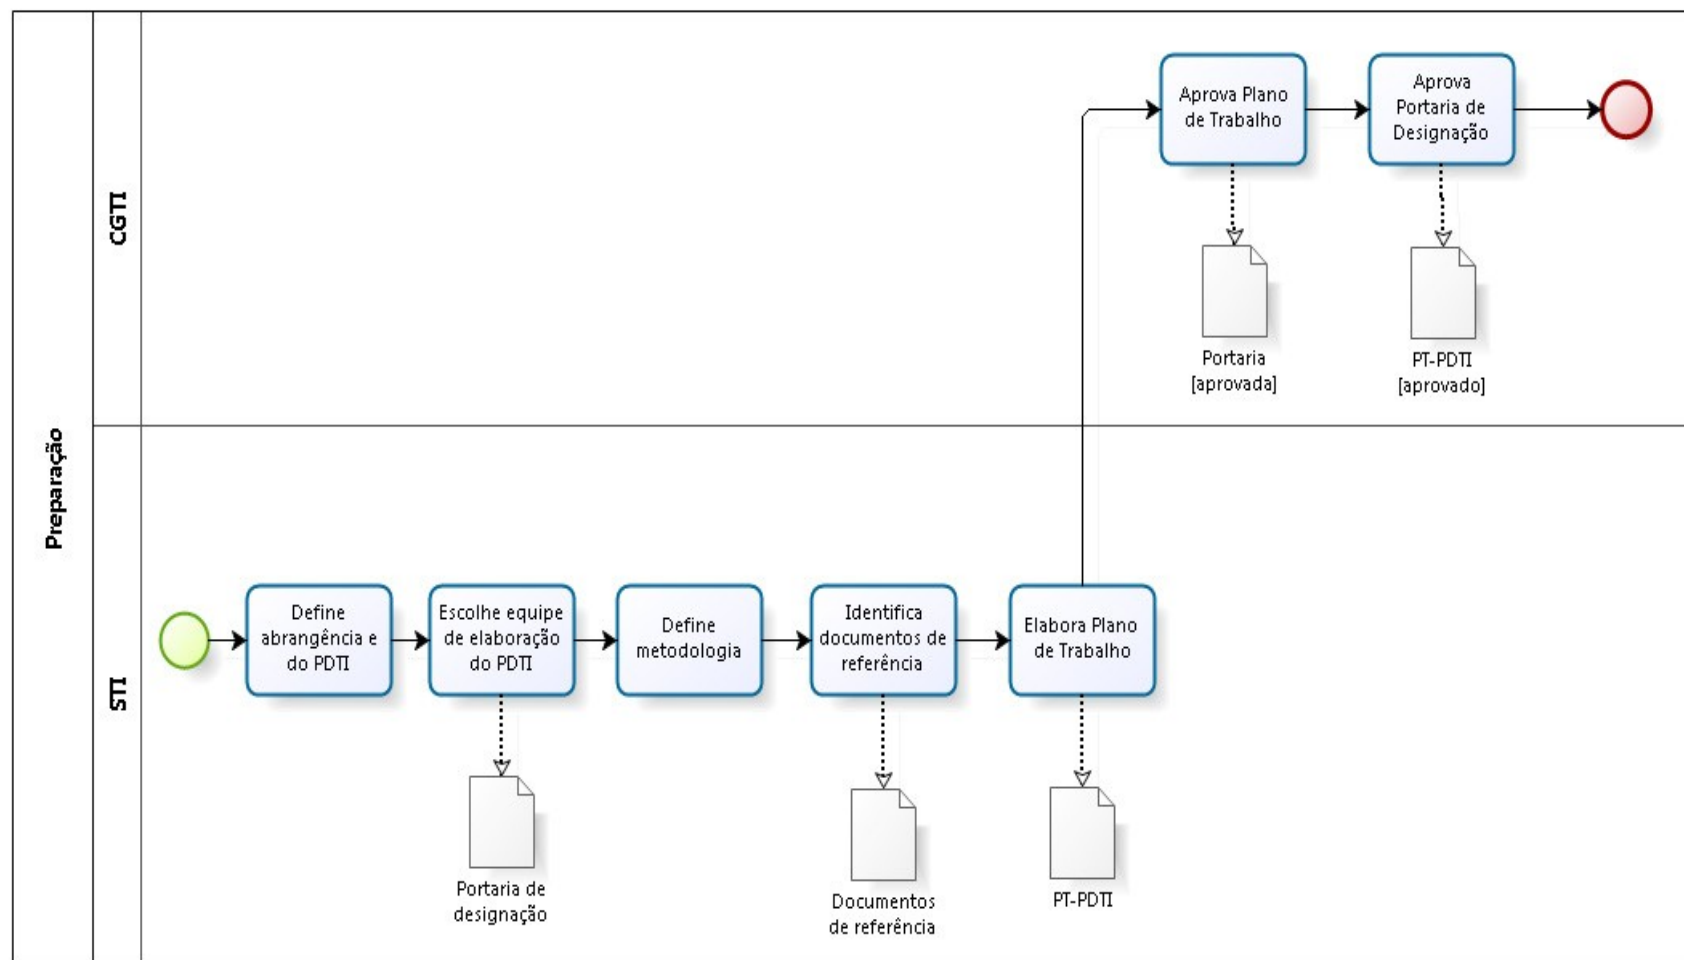 Preparação
CGTI
Aprova Plano
de Trabalho
Aprova
Portaria de
Designação
Portaria
[aprovada]
PT-PDTI
[aprovado]
STI
Define
abrangência e
do PDTI
Escolhe equipe
de elaboração
do PDTI
Define
metodologia
Identifica
documentos de
referência
Elabora Plano
de Trabalho
Portaria de
designação
Documentos
de referência
PT-PDTI